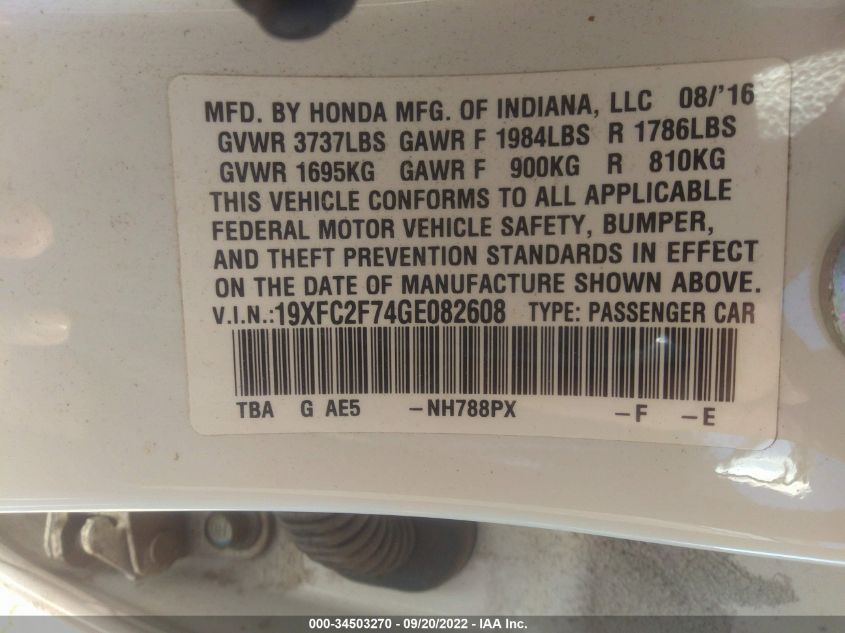 MFD. BY HONDA MFG. OF INDIANA, LLC 08/'16
GVWR 3737LBS GAWR F 1984LBS R 1786LBS
GVWR 1695KG GAWR F 900KG R 810KG
THIS VEHICLE CONFORMS TO ALL APPLICABLE
FEDERAL MOTOR VEHICLE SAFETY, BUMPER,
AND THEFT PREVENTION STANDARDS IN EFFECT
ON THE DATE OF MANUFACTURE SHOWN ABOVE.
V.I.N.:19XFC2F74GE082608 TYPE: PASSENGER CAR
TBA G AE5 -NH788PX -F -E
000-34503270 - 09/20/2022 - IAA Inc.